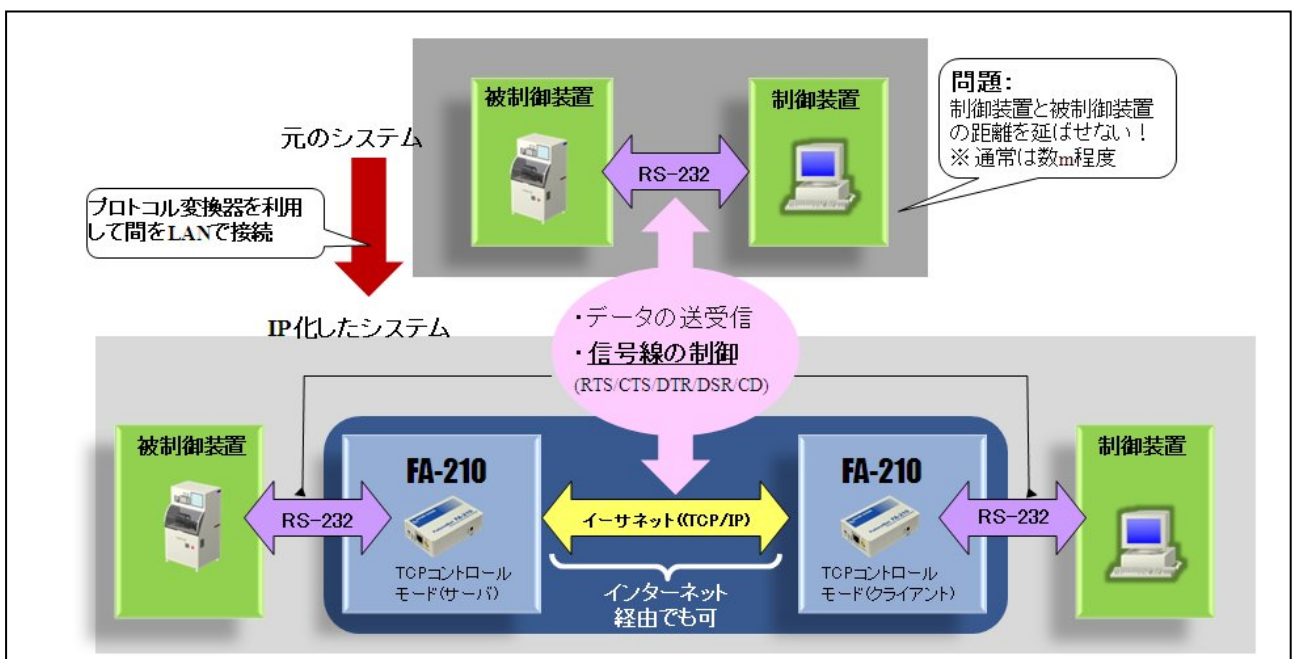 被制御装置
制御装置
RS-232
問題:
制御装置と被制御装置
の距離を延ばせない!
※ 通常は数m程度
元のシステム
プロトコル変換器を利用
して間をLANで接続
IP化したシステム
・データの送受信
・信号線の制御
(RTS/CTS/DTR/DSR/CD)
被制御装置
RS-232
FA-210
TCPコントロール
モード(サーバ)
イーサネット((TCP/IP)
インターネット
経由でも可
FA-210
TCPコントロール
モード(クライアント)
RS-232
制御装置